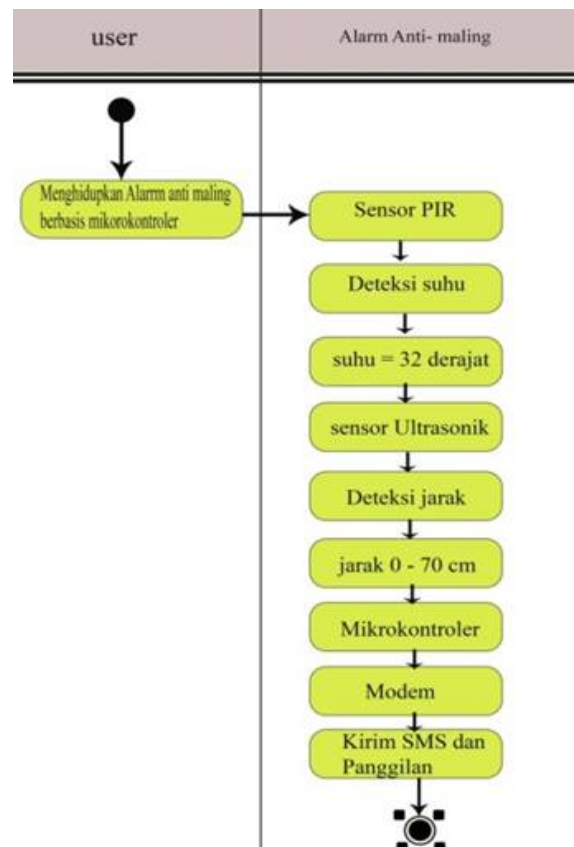 user
Alarm Anti- maling
Menghidupkan Alarrm anti maling
berbasis mikorokontroler
Sensor PIR
Deteksi suhu
suhu = 32 derajat
sensor Ultrasonik
Deteksi jarak
jarak 0 - 70 cm
Mikrokontroler
Modem
Kirim SMS dan
Panggilan